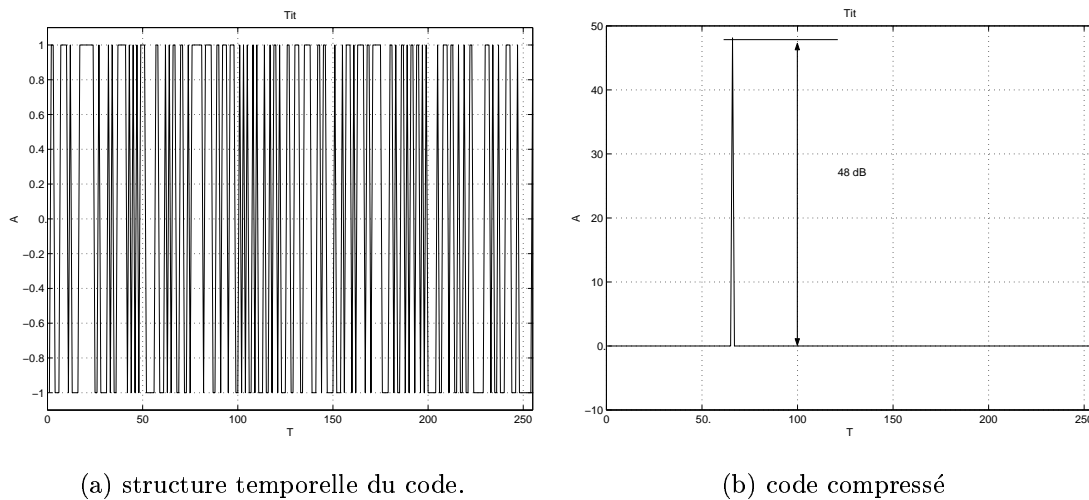 Tit
1
0.8
0.6
0.4
0.2
0.
−0.2
−0.4
−0.6
−0.8
−1
A
0 50 100 150 200 250
T
Tit
50
40
30
20
10
0.
−10
A
48 dB
0 50. 100 150 200 250
T
(a) structure temporelle du code.
(b) code compressé